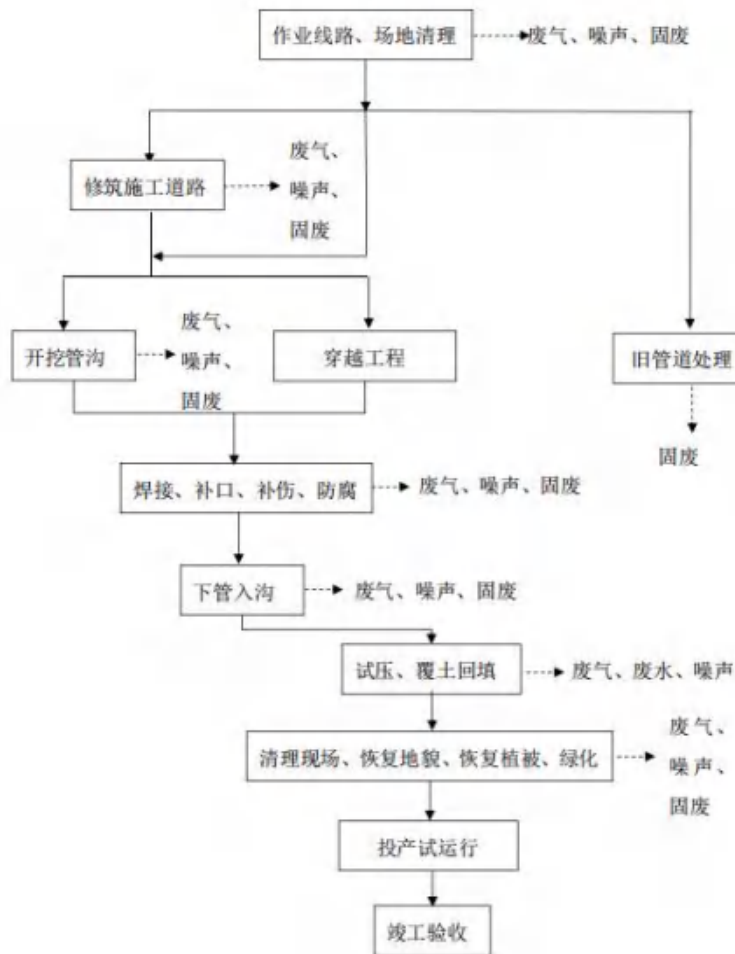 作业线路、场地清理
废气、噪声、固废
修筑施工道路
废气、
噪声、
固废
开挖管沟
废气、
噪声、
固废
穿越工程
旧管道处理
固废
焊接、补口、补伤、防腐
废气、噪声、固废
下管入沟
废气、噪声、固废
试压、覆土回填
废气、废水、噪声
清理现场、恢复地貌、恢复植被、绿化
废气、
噪声、
固废
投产试运行
竣工验收